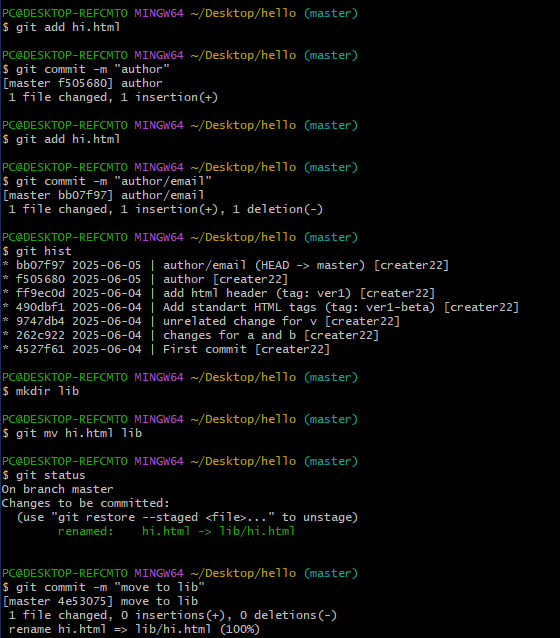 PC@DESKTOP-REFCMTO MINGW64 ~/Desktop/hello (master)
$ git add hi.html
PC@DESKTOP-REFCMTO MINGW64 ~/Desktop/hello (master)
$ git commit -m "author"
[master f505680] author
 1 file changed, 1 insertion(+)
PC@DESKTOP-REFCMTO MINGW64 ~/Desktop/hello (master)
$ git add hi.html
PC@DESKTOP-REFCMTO MINGW64 ~/Desktop/hello (master)
$ git commit -m "author/email"
[master bb07f97] author/email
 1 file changed, 1 insertion(+), 1 deletion(-)
PC@DESKTOP-REFCMTO MINGW64 ~/Desktop/hello (master)
$ git hist
* bb07f97 2025-06-05 | author/email (HEAD -> master) [creater22]
* f505680 2025-06-05 | author [creater22]
* ff9ec0d 2025-06-04 | add html header (tag: ver1) [creater22]
* 490dbf1 2025-06-04 | Add standart HTML tags (tag: ver1-beta) [creater22]
* 9747db4 2025-06-04 | unrelated change for v [creater22]
* 262c922 2025-06-04 | changes for a and b [creater22]
* 4527f61 2025-06-04 | First commit [creater22]
PC@DESKTOP-REFCMTO MINGW64 ~/Desktop/hello (master)
$ mkdir lib
PC@DESKTOP-REFCMTO MINGW64 ~/Desktop/hello (master)
$ git mv hi.html lib
PC@DESKTOP-REFCMTO MINGW64 ~/Desktop/hello (master)
$ git status
On branch master
Changes to be committed:
  (use "git restore --staged <file>..." to unstage)
        renamed:    hi.html -> lib/hi.html
PC@DESKTOP-REFCMTO MINGW64 ~/Desktop/hello (master)
$ git commit -m "move to lib"
[master 4e53075] move to lib
 1 file changed, 0 insertions(+), 0 deletions(-)
 rename hi.html => lib/hi.html (100%)